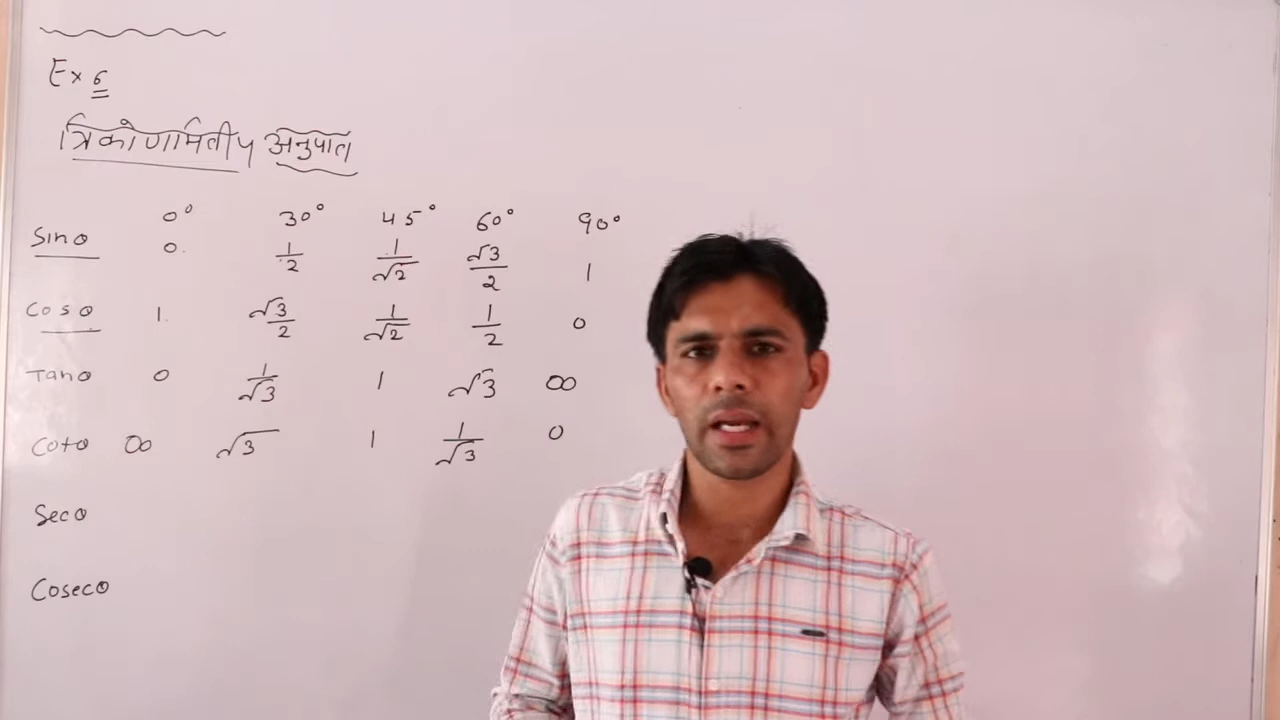 Ex 6
त्रिकोणमितीय अनुपात
0° 30° 45° 60° 90°
Sinθ 0 1/2 1/√2 √3/2 1
Cosθ 1 √3/2 1/√2 1/2 0
Tanθ 0 1/√3 1 √3 ∞
Cotθ ∞ √3 1 1/√3 0
Secθ
Cosecθ